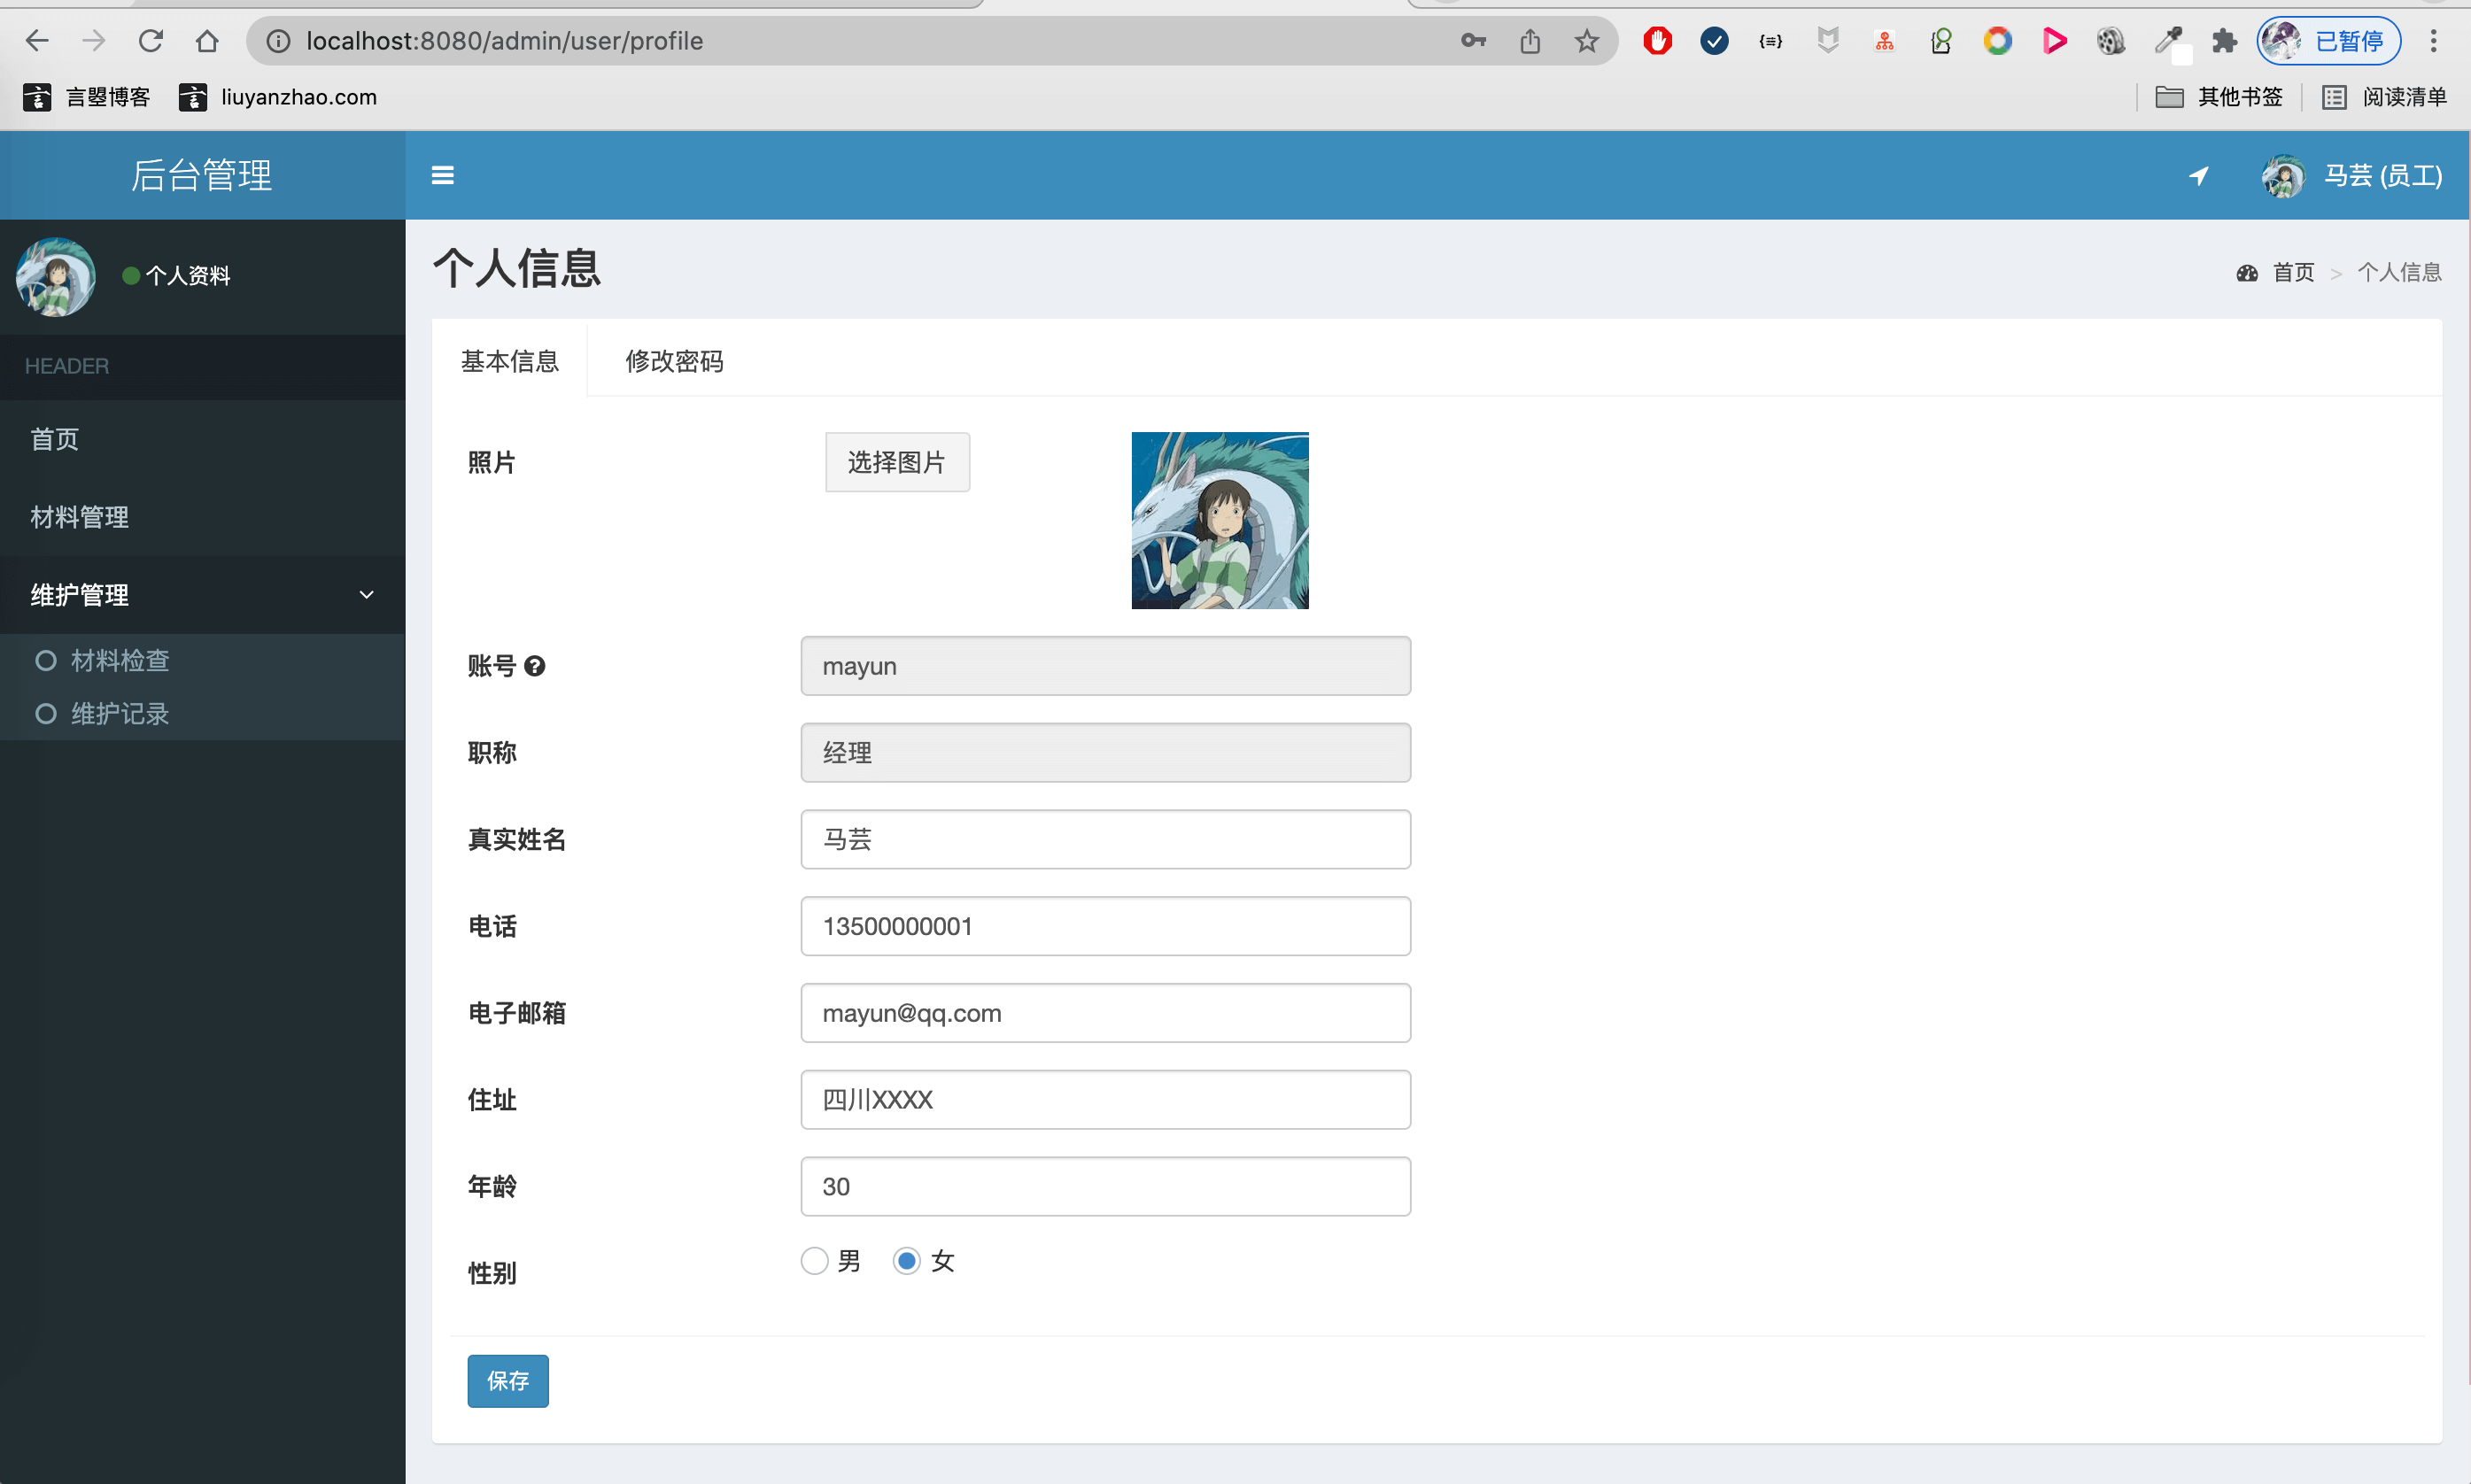 localhost:8080/admin/user/profile
已暂停
言曌博客
liuyanzhao.com
其他书签
阅读清单
后台管理
马芸 (员工)
个人资料
HEADER
首页
材料管理
维护管理
材料检查
维护记录
个人信息
首页 > 个人信息
基本信息
修改密码
照片
选择图片
账号
mayun
职称
经理
真实姓名
马芸
电话
13500000001
电子邮箱
mayun@qq.com
住址
四川XXXX
年龄
30
性别
男
女
保存